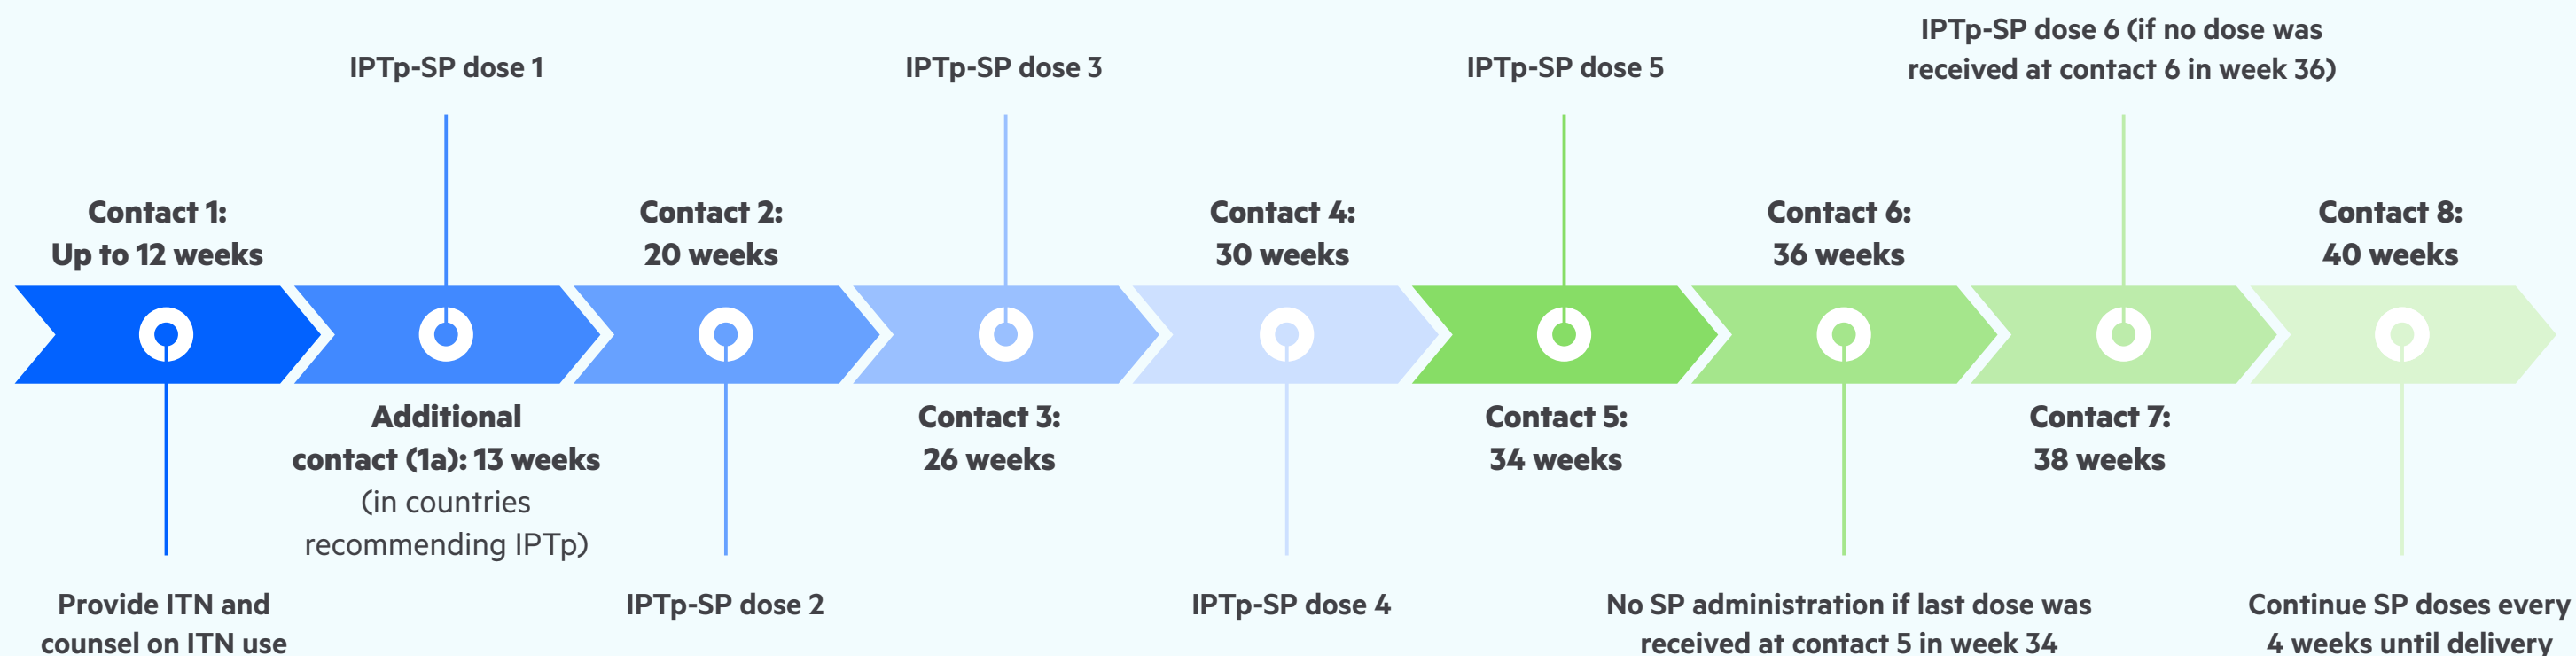 Contact 1:
Up to 12 weeks
Provide ITN and
counsel on ITN use
IPTp-SP dose 1
Additional
contact (1a): 13 weeks
(in countries
recommending IPTp)
Contact 2:
20 weeks
IPTp-SP dose 2
IPTp-SP dose 3
Contact 3:
26 weeks
Contact 4:
30 weeks
IPTp-SP dose 4
IPTp-SP dose 5
Contact 5:
34 weeks
Contact 6:
36 weeks
No SP administration if last dose was
received at contact 5 in week 34
IPTp-SP dose 6 (if no dose was
received at contact 6 in week 36)
Contact 7:
38 weeks
Contact 8:
40 weeks
Continue SP doses every
4 weeks until delivery